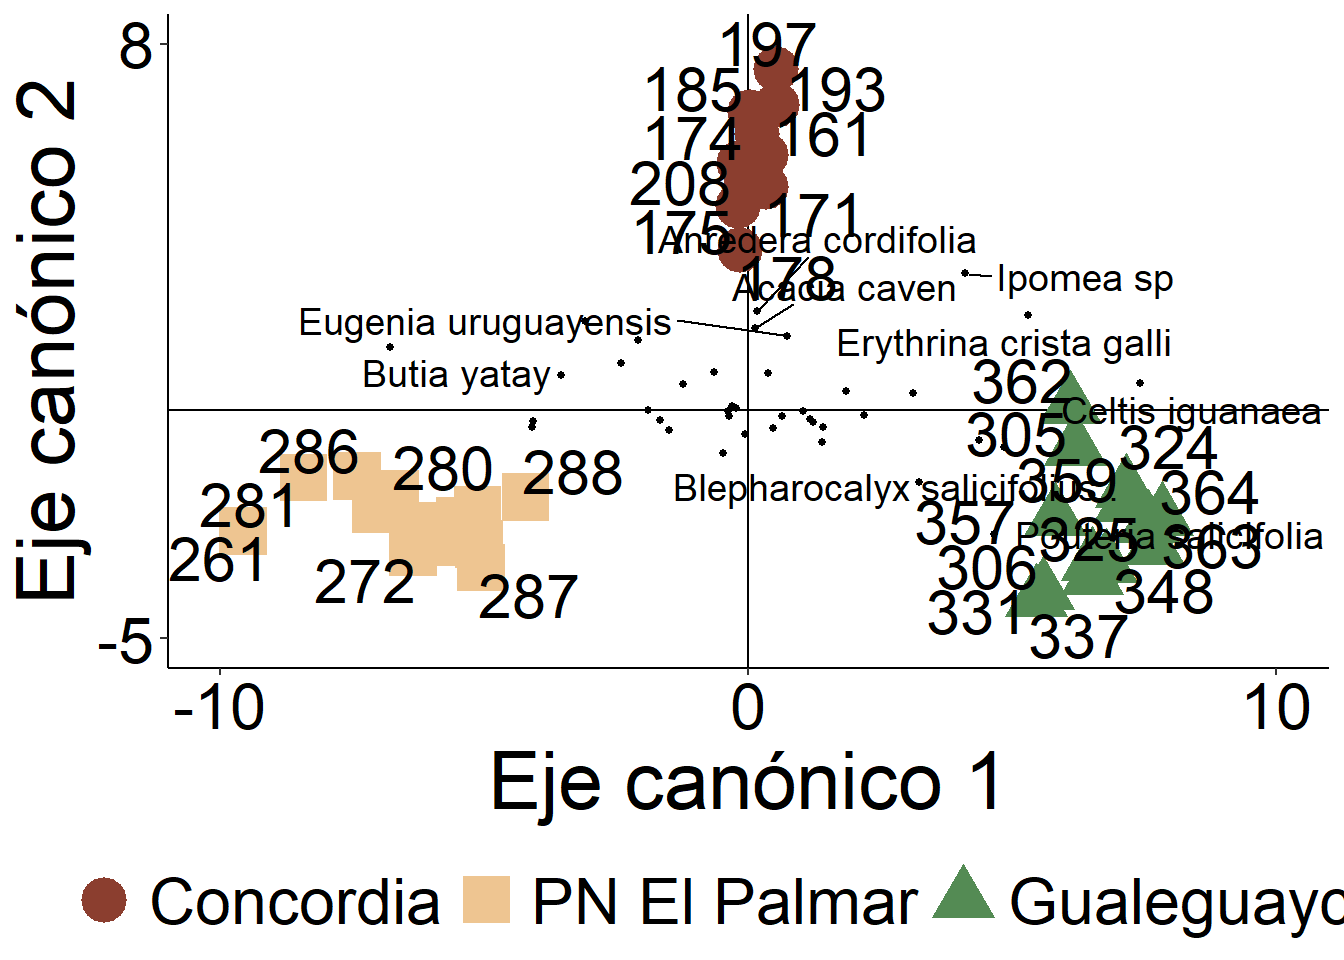 Eje canónico 2
8
-5
197
185
193
174
161
208
171
175
Anredera cordifolia
178
Ipomea sp
Acacia caven
Eugenia uruguayensis
Erythrina crista galli
Butia yatay
362
Celtis iguanaea
305
324
286
280
288
359
Blepharocalyx salicifolius
364
281
357
325
Pouteria salicifolia
363
261
306
272
348
287
331
337
-10
0
10
Eje canónico 1
Concordia
PN El Palmar